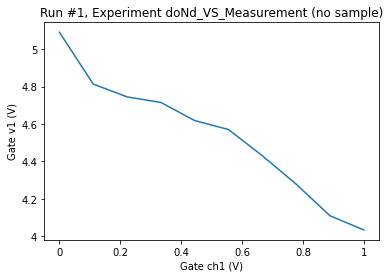 Run #1, Experiment doNd_VS_Measurement (no sample)
Gate v1 (V)
5
4.8
4.6
4.4
4.2
4
0 0.2 0.4 0.6 0.8 1
Gate ch1 (V)